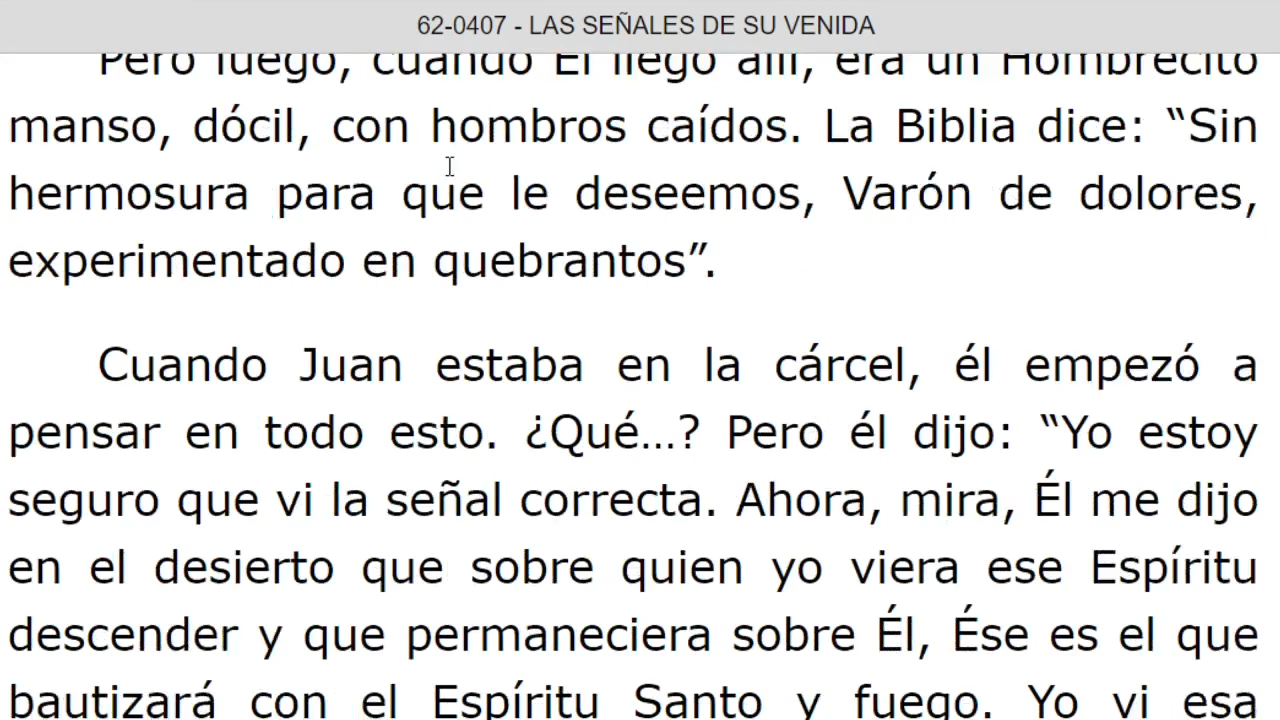 62-0407 - LAS SEÑALES DE SU VENIDA
Pero luego, cuando Él llegó allí, era un Hombrecito
manso, dócil, con hombros caídos. La Biblia dice: “Sin
hermosura para que le deseemos, Varón de dolores,
experimentado en quebrantos”.
Cuando Juan estaba en la cárcel, él empezó a
pensar en todo esto. ¿Qué...? Pero él dijo: “Yo estoy
seguro que vi la señal correcta. Ahora, mira, Él me dijo
en el desierto que sobre quien yo viera ese Espíritu
descender y que permaneciera sobre Él, Ése es el que
bautizará con el Espíritu Santo y fuego. Yo vi esa